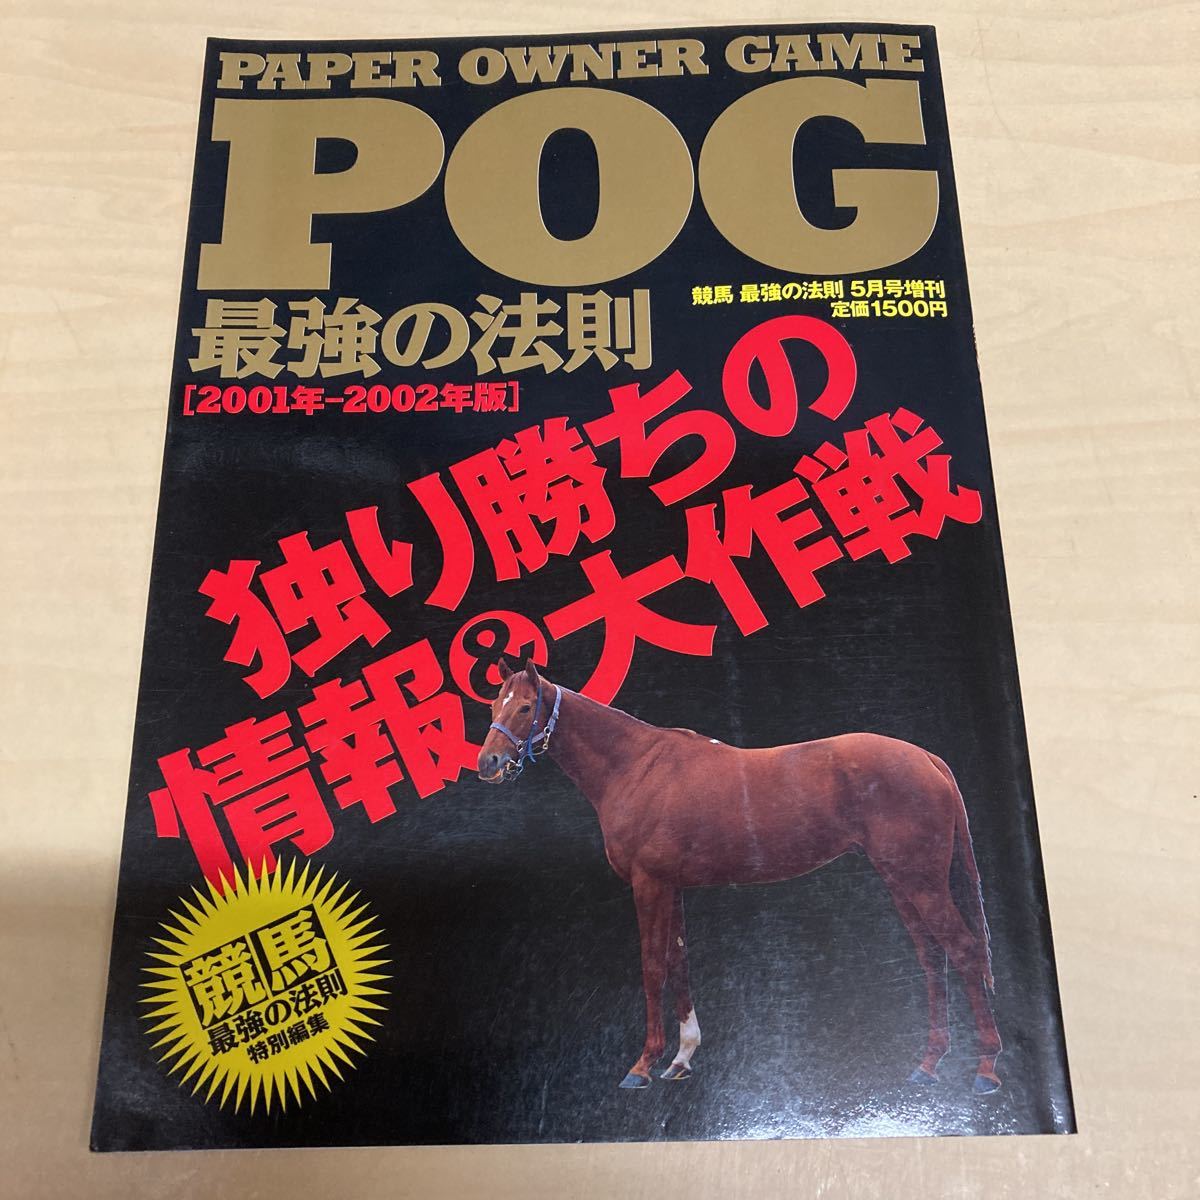 PAPER OWNER GAME
POG
競馬 最強の法則 5月号増刊
定価1500円
最強の法則
[2001年-2002年版]
独り勝ちの
情報&大作戦
競馬
最強の法則
特別編集